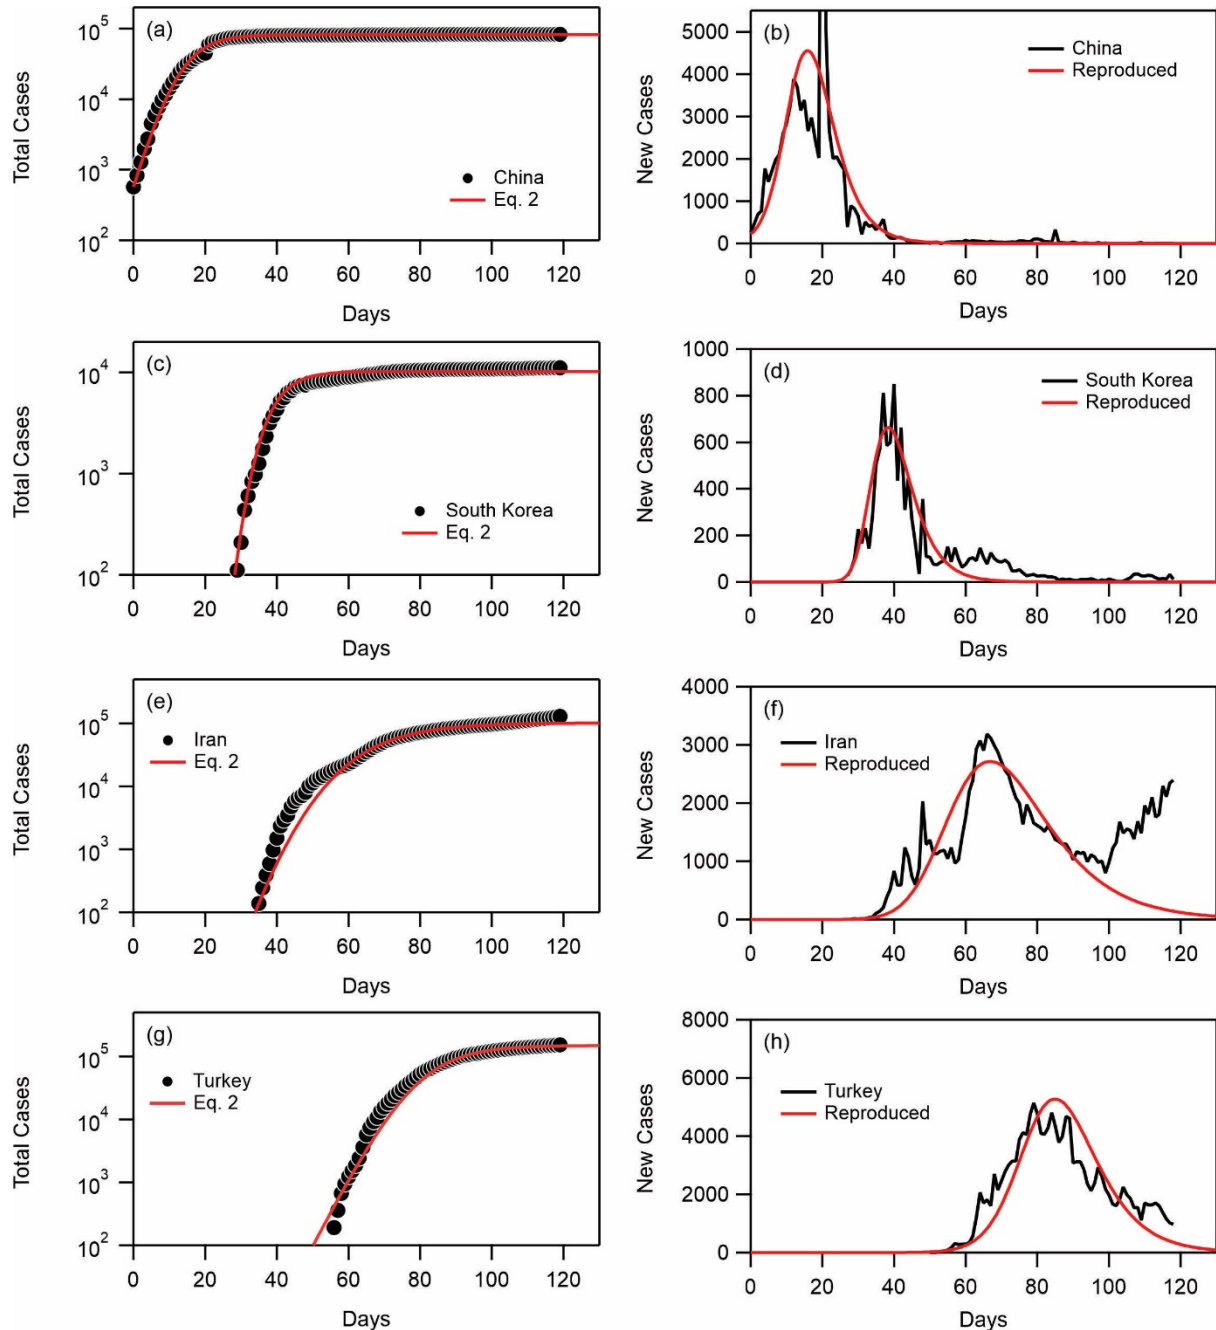 (a)
Total Cases
10^5
10^4
10^3
10^2
China
Eq. 2
0 20 40 60 80 100 120
Days
(b)
New Cases
5000
4000
3000
2000
1000
0
China
Reproduced
0 20 40 60 80 100 120
Days
(c)
Total Cases
10^4
10^3
10^2
South Korea
Eq. 2
0 20 40 60 80 100 120
Days
(d)
New Cases
1000
800
600
400
200
0
South Korea
Reproduced
0 20 40 60 80 100 120
Days
(e)
Total Cases
10^5
10^4
10^3
10^2
Iran
Eq. 2
0 20 40 60 80 100 120
Days
(f)
New Cases
4000
3000
2000
1000
0
Iran
Reproduced
0 20 40 60 80 100 120
Days
(g)
Total Cases
10^5
10^4
10^3
10^2
Turkey
Eq. 2
0 20 40 60 80 100 120
Days
(h)
New Cases
8000
6000
4000
2000
0
Turkey
Reproduced
0 20 40 60 80 100 120
Days